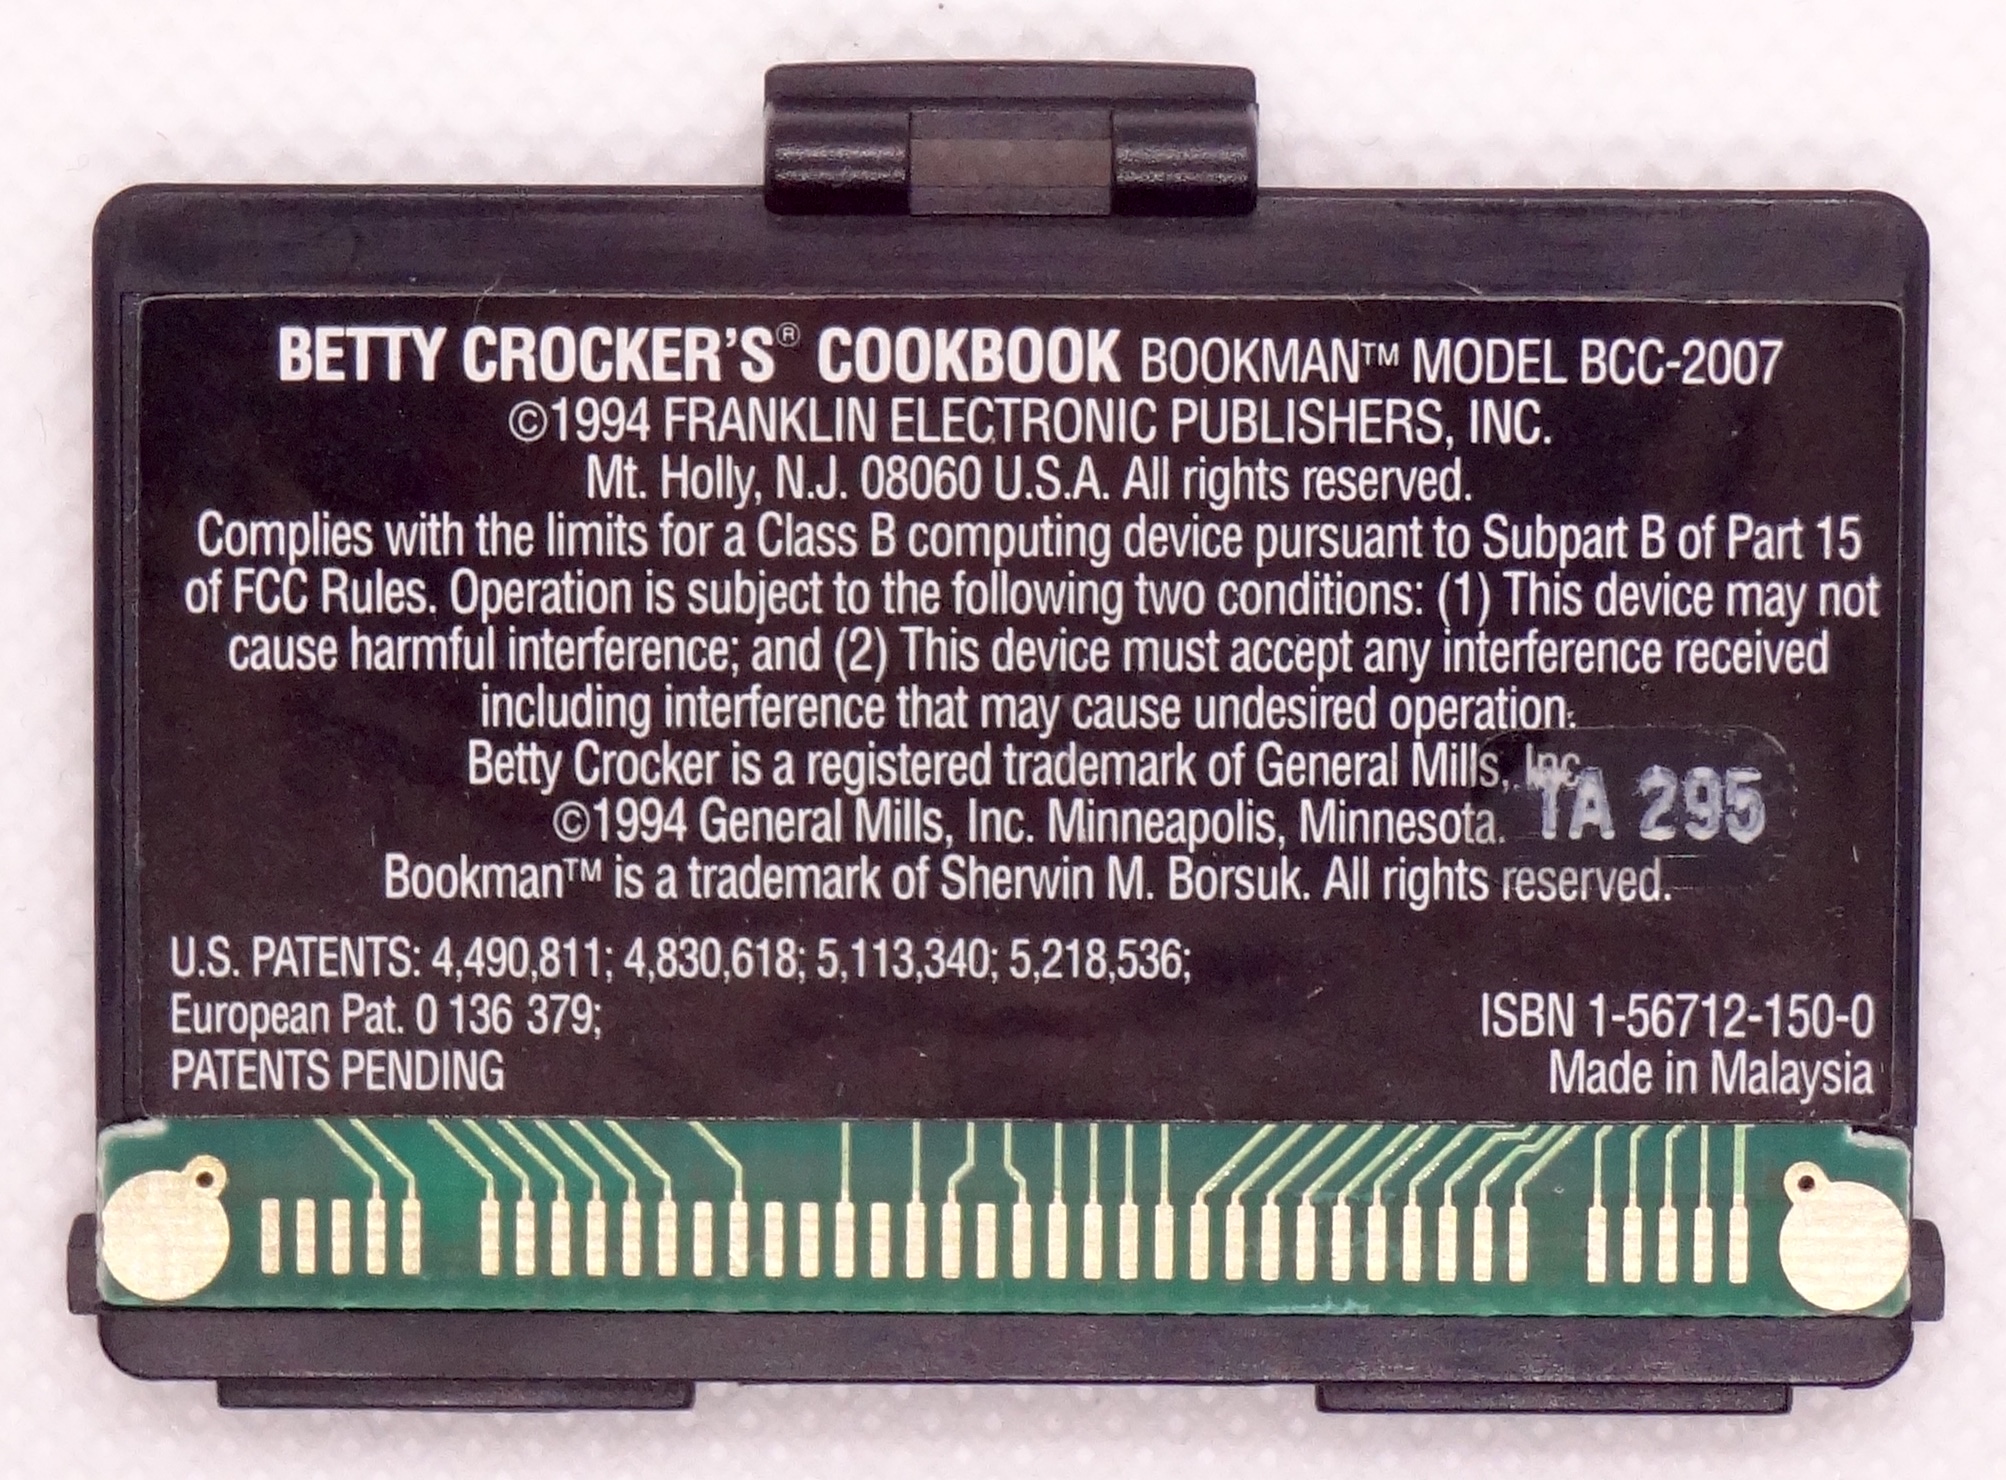 BETTY CROCKER'S® COOKBOOK BOOKMAN™ MODEL BCC-2007
©1994 FRANKLIN ELECTRONIC PUBLISHERS, INC.
Mt. Holly, N.J. 08060 U.S.A. All rights reserved.
Complies with the limits for a Class B computing device pursuant to Subpart B of Part 15
of FCC Rules. Operation is subject to the following two conditions: (1) This device may not
cause harmful interference; and (2) This device must accept any interference received
including interference that may cause undesired operation.
Betty Crocker is a registered trademark of General Mills, Inc.
©1994 General Mills, Inc. Minneapolis, Minnesota.
TA 295
Bookman™ is a trademark of Sherwin M. Borsuk. All rights reserved.
U.S. PATENTS: 4,490,811; 4,830,618; 5,113,340; 5,218,536;
European Pat. 0 136 379;
PATENTS PENDING
ISBN 1-56712-150-0
Made in Malaysia